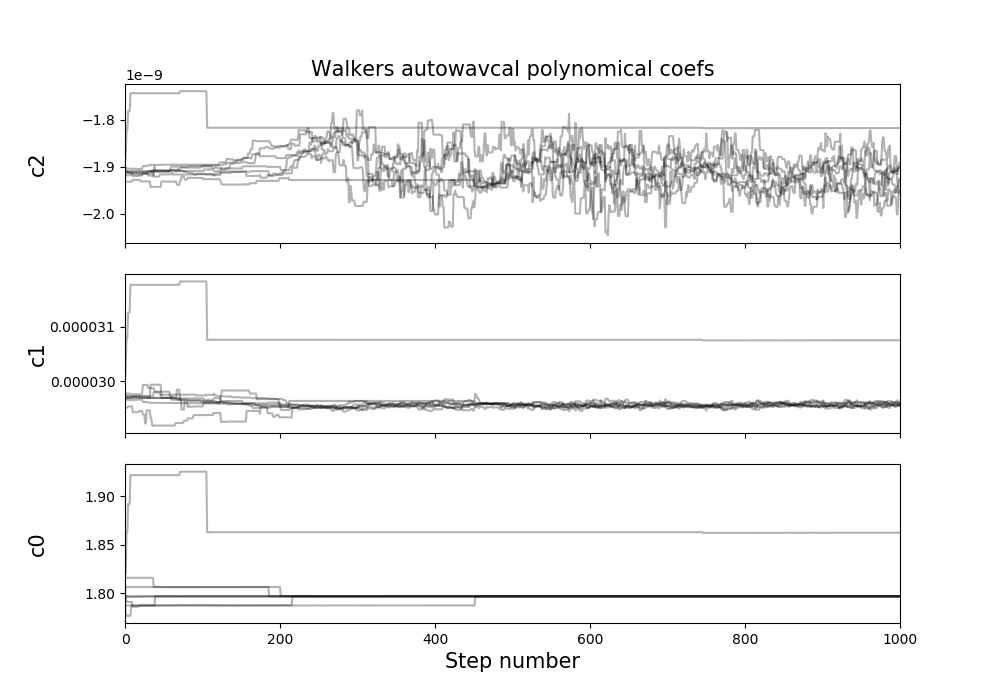 Walkers autowavcal polynomical coefs
1e−9
−1.8
−1.9
−2.0
c2
0.000031
0.000030
c1
1.90
1.85
1.80
c0
0 200 400 600 800 1000
Step number